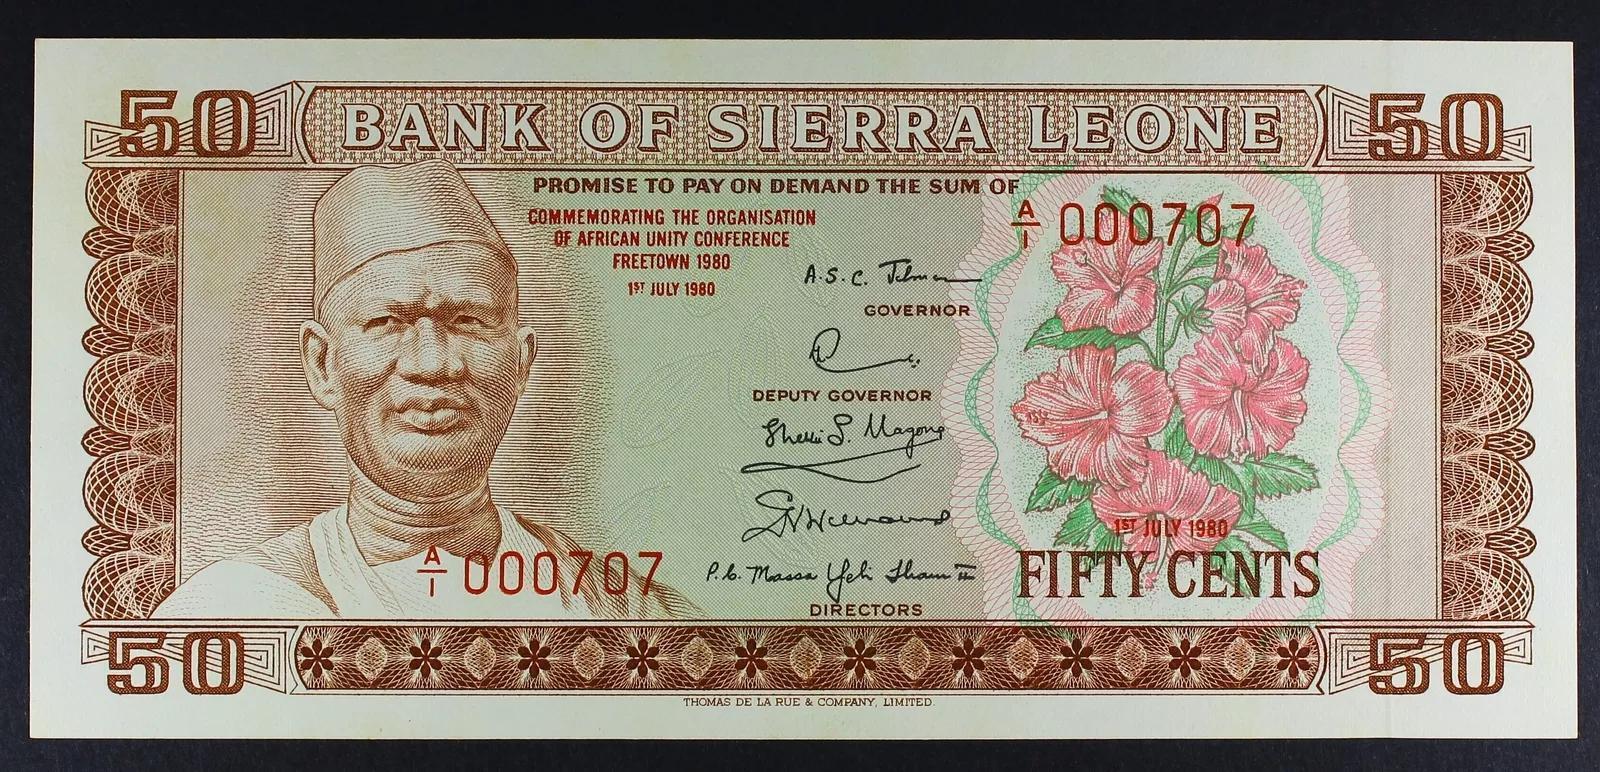 50 BANK OF SIERRA LEONE 50
PROMISE TO PAY ON DEMAND THE SUM OF
COMMEMORATING THE ORGANISATION
OF AFRICAN UNITY CONFERENCE
FREETOWN 1980
1ST JULY 1980
A/1 000707
A.S.C.
GOVERNOR
DEPUTY GOVERNOR
S.
1ST JULY 1980
FIFTY CENTS
A/1 000707
P.C. Massa
DIRECTORS
50 50
THOMAS DE LA RUE & COMPANY, LIMITED.